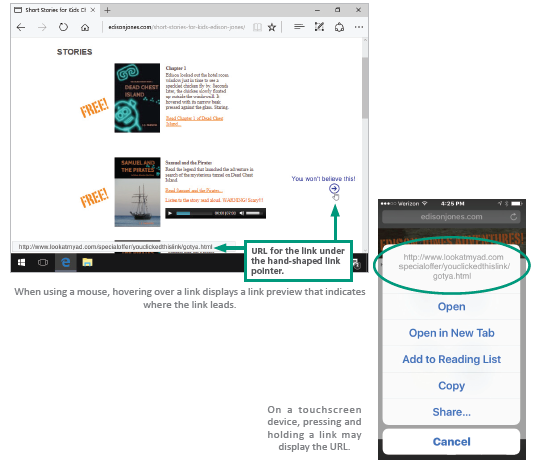 Short Stories for Kids Cl
edisonjones.com/short-stories-for-kids-edison-jones/
STORIES
Chapter 1
Edison looked out the hotel room
window just in time to see a
speckled chicken fly by. Seconds
later, the chicken slowly floated
up outside the windowsill. It
hovered with its narrow beak
pressed against the glass. Staring.
Read Chapter 1 of Dead Chest
Island...
FREE!
DEAD CHEST
ISLAND
Samuel and the Pirates
Read the legend that launched the adventure in
search of the mysterious tunnel on Dead Chest
Island.
Read Samuel and the Pirates...
Listen to the story read aloud.
00:00 | 07:03
FREE!
SAMUEL AND
THE PIRATES
You won't believe this!
http://www.lookatmyad.com/specialoffer/youclickedthislink/gotya.html
URL for the link under
the hand-shaped link
pointer.
When using a mouse, hovering over a link displays a link preview that indicates
where the link leads.
Verizon
4:25 PM
edisonjones.com
http://www.lookatmyad.com
specialoffer/youclickedthislink/
gotya.html
Open
Open in New Tab
Add to Reading List
Copy
Share...
Cancel
On a touchscreen
device, pressing and
holding a link may
display the URL.